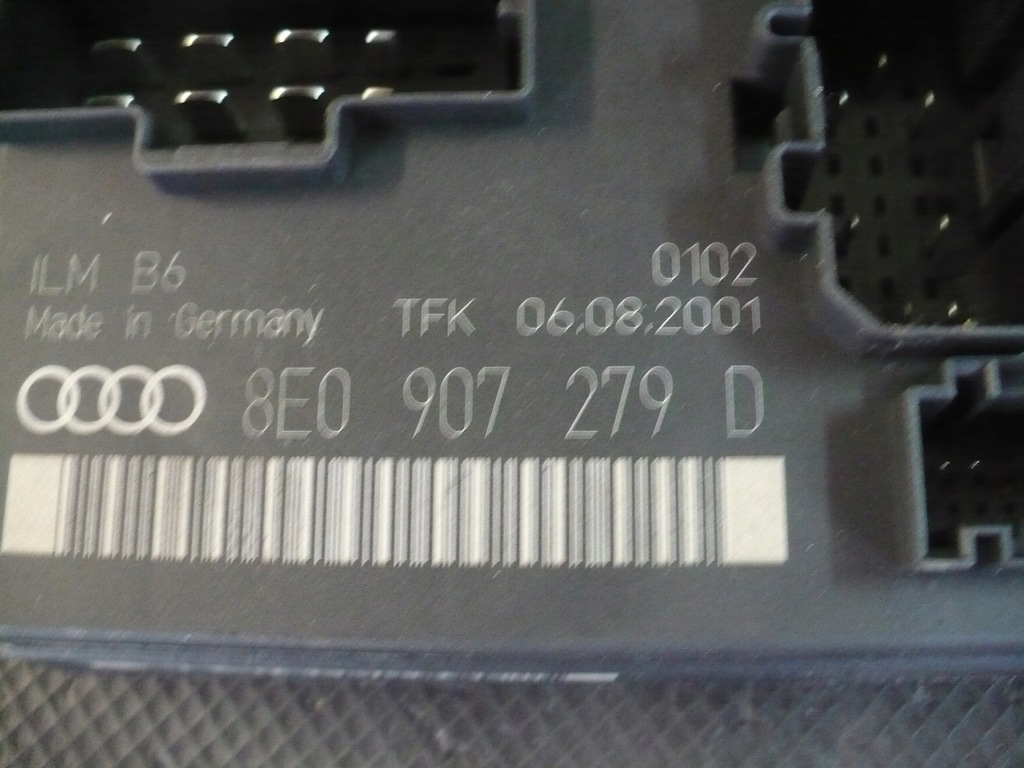 ILM B6 0102
Made in Germany TFK 06.08.2001
8E0 907 279 D